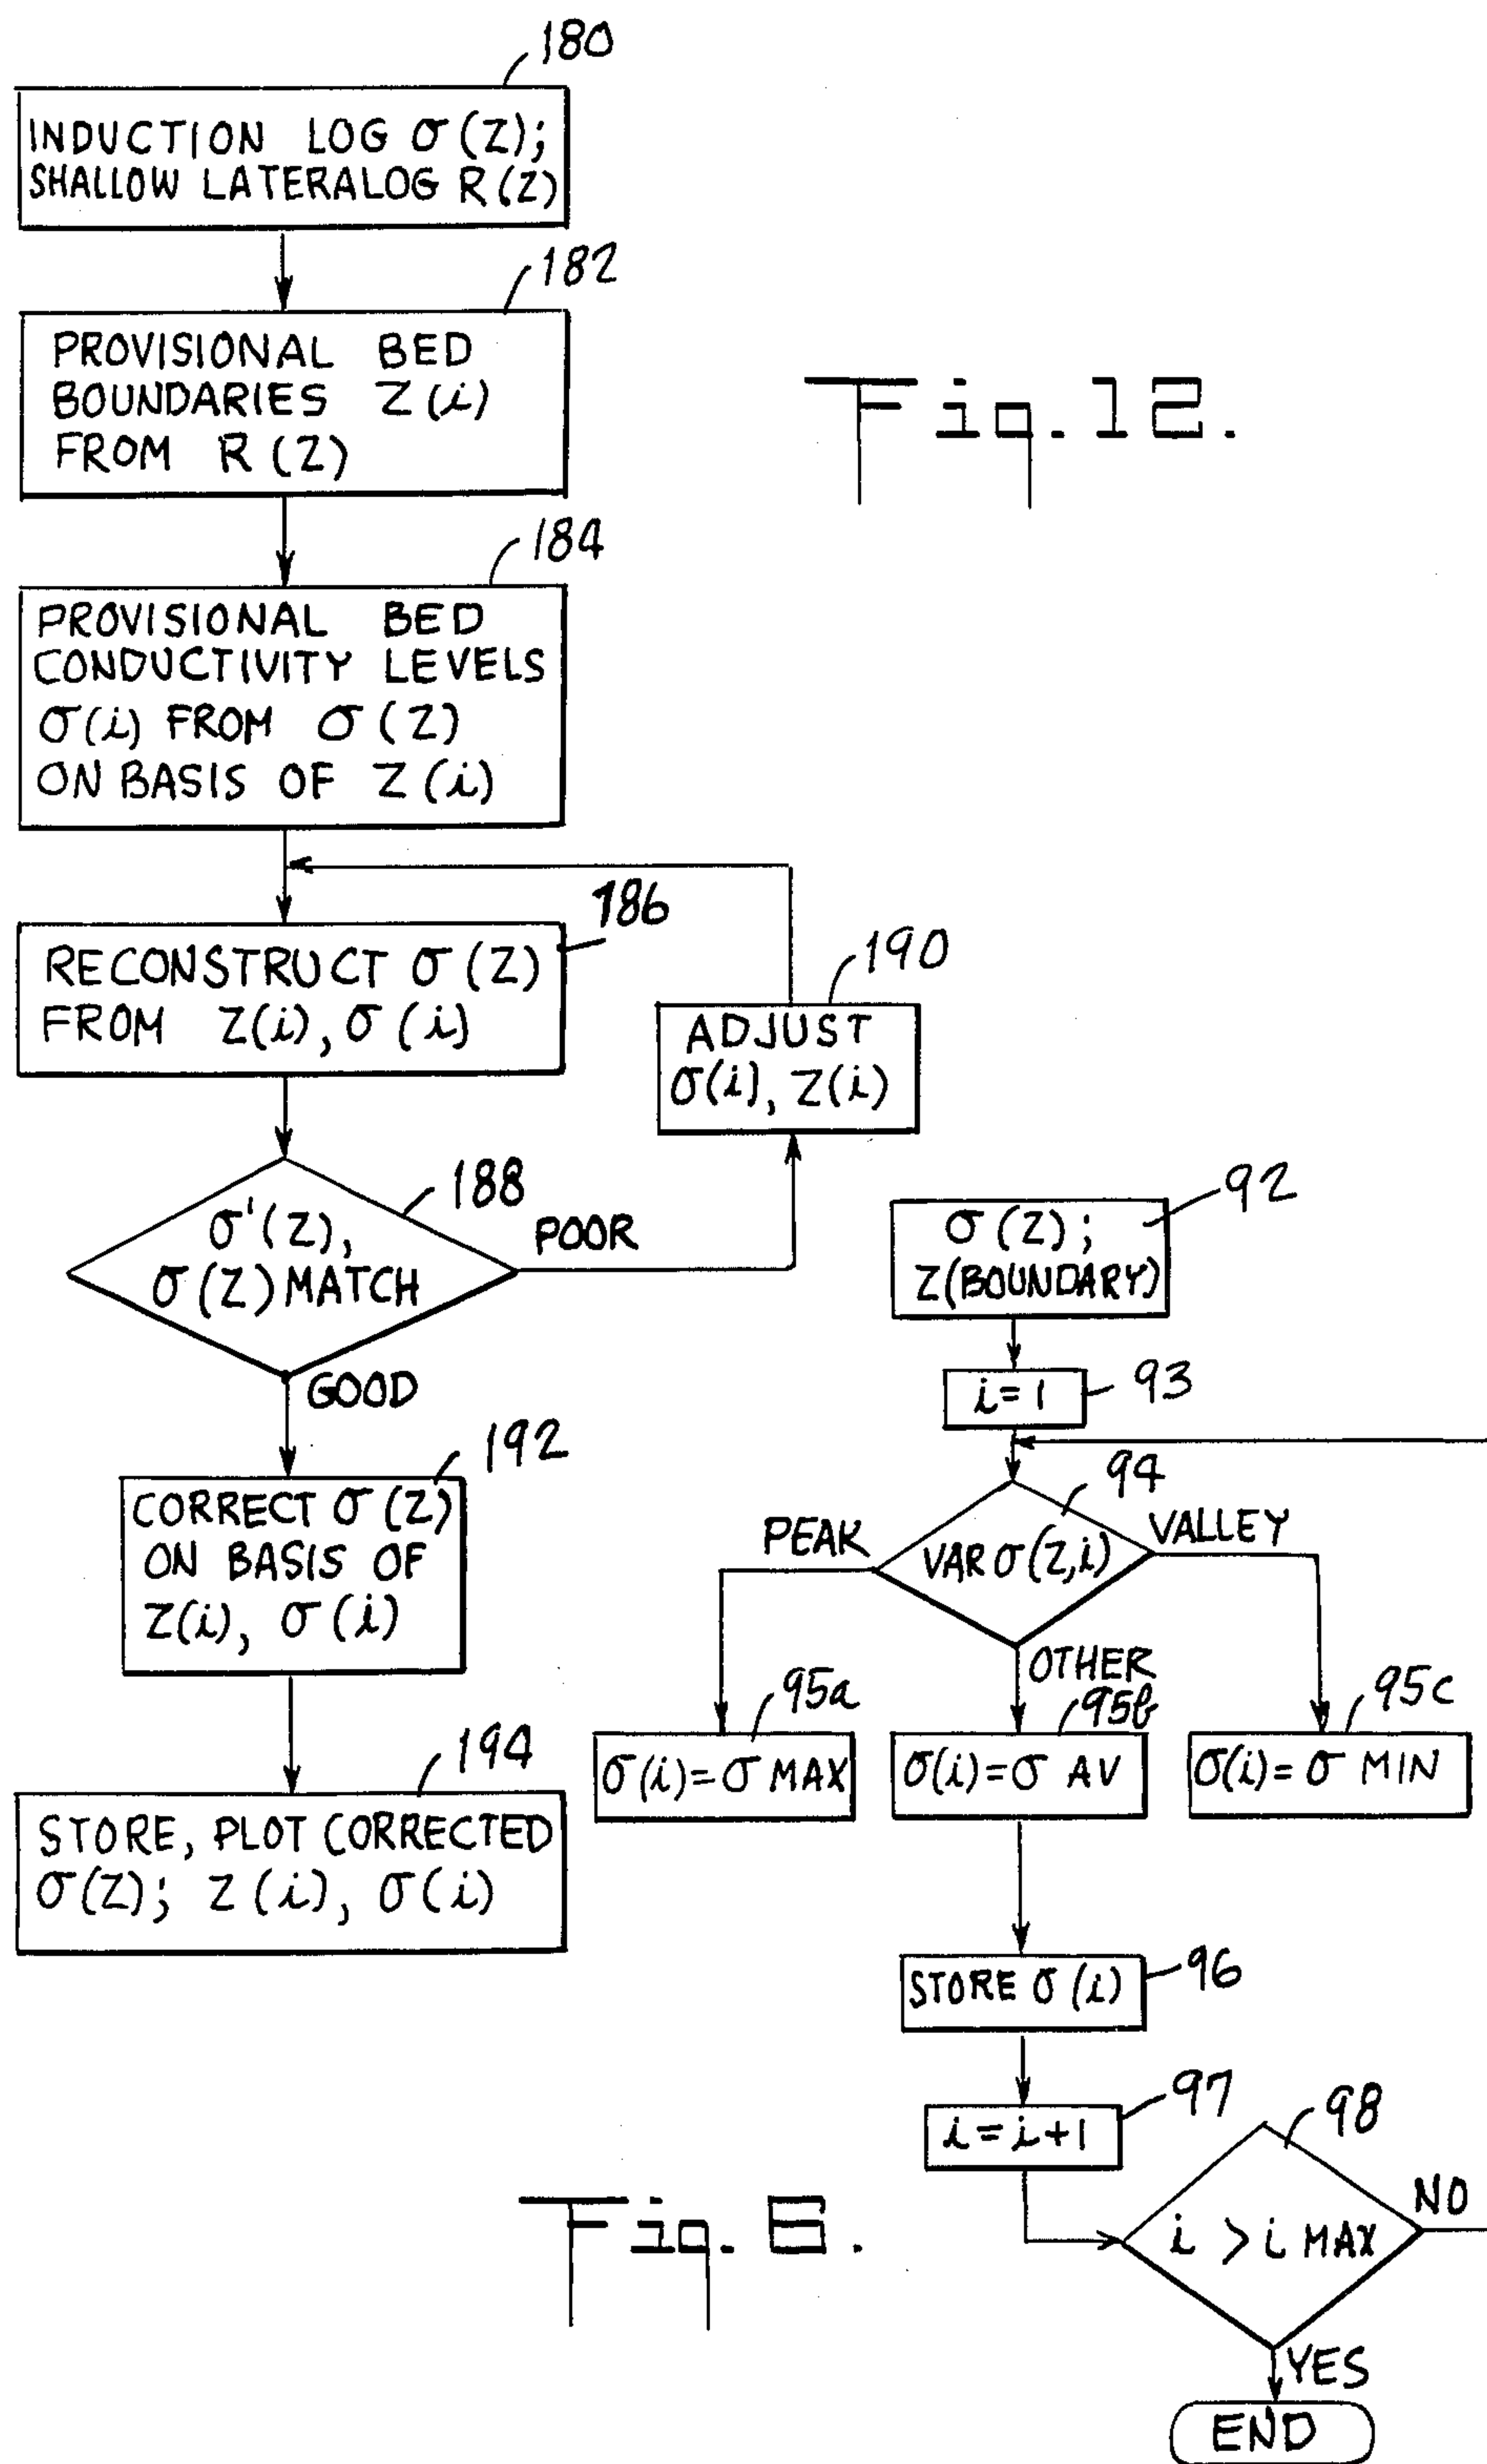 180
INDUCTION LOG σ(Z);
SHALLOW LATERALOG R(Z)
182
PROVISIONAL BED
BOUNDARIES Z(i)
FROM R(Z)
Fig. 12.
184
PROVISIONAL BED
CONDUCTIVITY LEVELS
σ(i) FROM σ(Z)
ON BASIS OF Z(i)
186
RECONSTRUCT σ(Z)
FROM Z(i), σ(i)
190
ADJUST
σ(i), Z(i)
188
σ'(Z),
σ(Z) MATCH
POOR
GOOD
192
CORRECT σ(Z)
ON BASIS OF
Z(i), σ(i)
194
STORE, PLOT CORRECTED
σ(Z); Z(i), σ(i)
92
σ(Z);
Z(BOUNDARY)
93
i=1
94
PEAK
VAR σ(Z,i)
VALLEY
OTHER
95a
σ(i)=σ MAX
95b
σ(i)=σ AV
95c
σ(i)=σ MIN
96
STORE σ(i)
97
i=i+1
98
i > i MAX
NO
YES
END
Fig. 6.